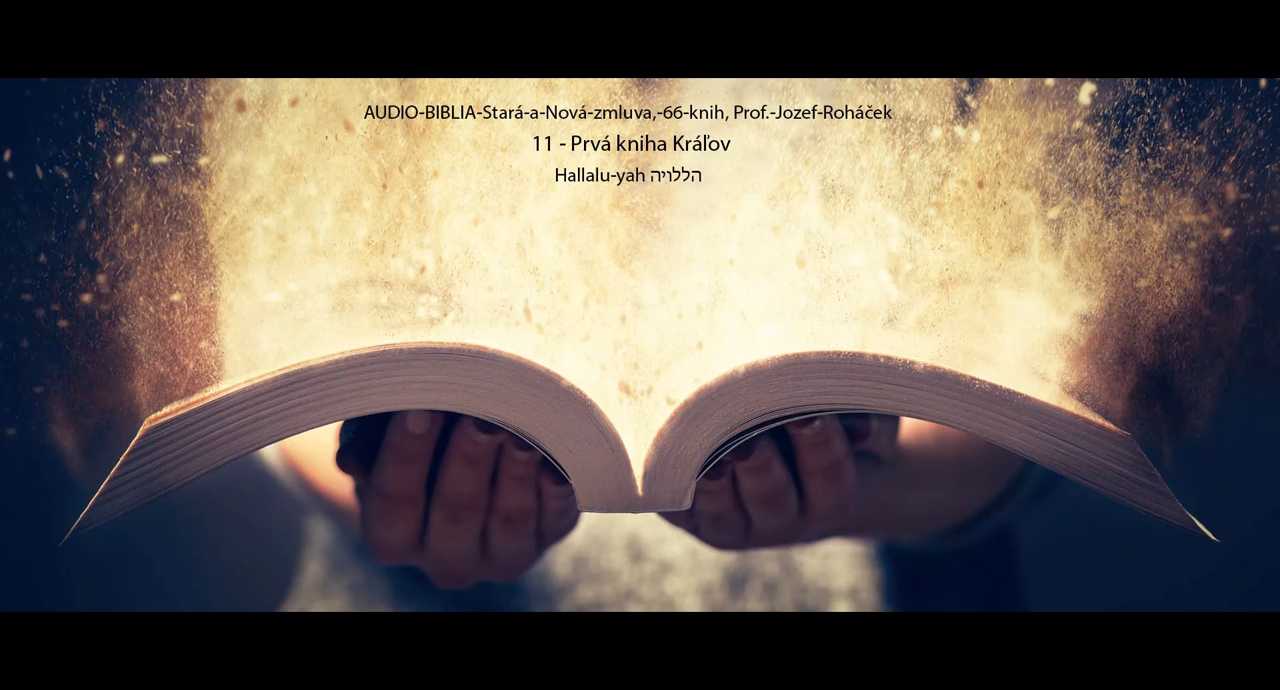 AUDIO-BIBLIA-Stará-a-Nová-zmluva,-66-knih, Prof.-Jozef-Roháček
11 - Prvá kniha Kráľov
Hallalu-yah הללויה